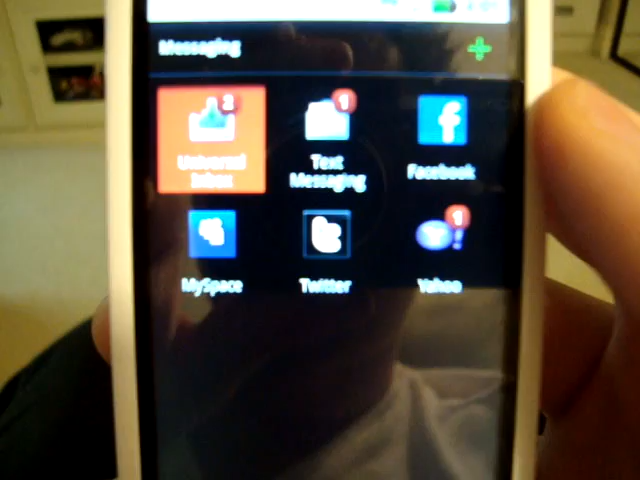 Messaging
2
1
f
Universal
Inbox
Text
Messaging
Facebook
t
1
MySpace
Twitter
Yahoo